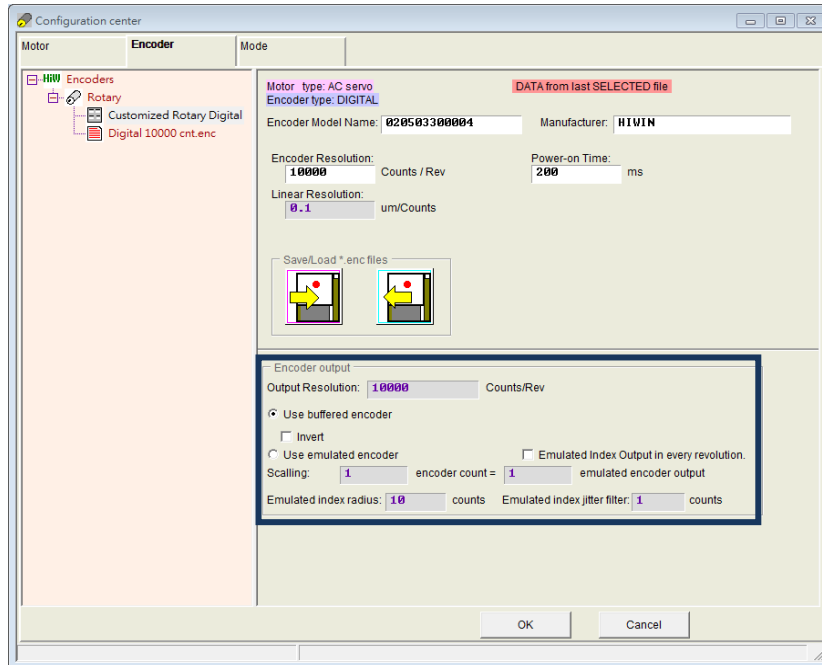 Configuration center
Motor Encoder Mode
HiW Encoders
Rotary
Customized Rotary Digital
Digital 10000 cnt.enc
Motor type: AC servo DATA from last SELECTED file
Encoder type: DIGITAL
Encoder Model Name: 020503300004 Manufacturer: HIWIN
Encoder Resolution: Power-on Time:
10000 Counts / Rev 200 ms
Linear Resolution:
0.1 um/Counts
Save/Load *.enc files
Encoder output
Output Resolution: 10000 Counts/Rev
Use buffered encoder
Invert
Use emulated encoder Emulated Index Output in every revolution.
Scalling: 1 encoder count = 1 emulated encoder output
Emulated index radius: 10 counts Emulated index jitter filter: 1 counts
OK Cancel